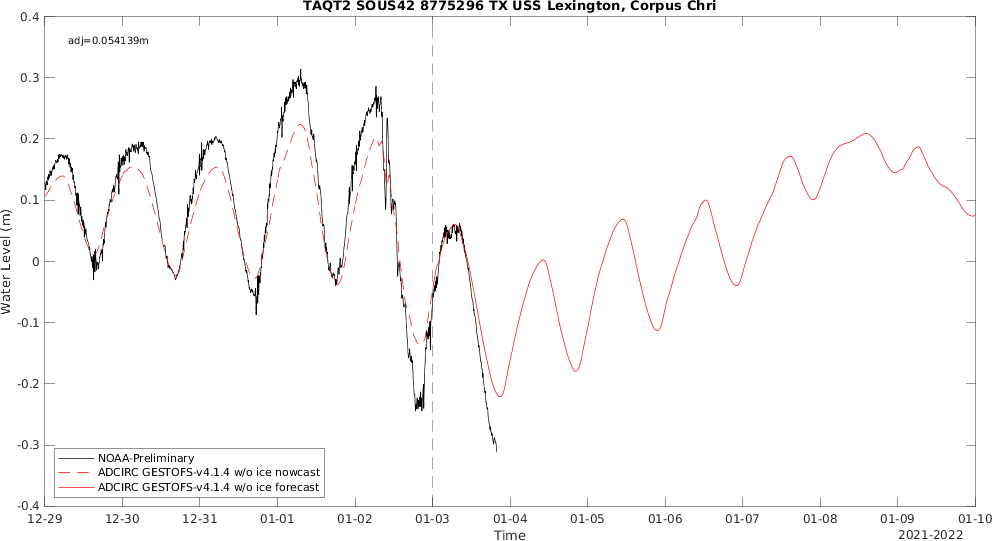 TAQT2 SOUS42 8775296 TX USS Lexington, Corpus Chri
adj=0.054139m
0.4
0.3
0.2
0.1
0
-0.1
-0.2
-0.3
-0.4
Water Level (m)
NOAA-Preliminary
ADCIRC GESTOFS-v4.1.4 w/o ice nowcast
ADCIRC GESTOFS-v4.1.4 w/o ice forecast
12-29 12-30 12-31 01-01 01-02 01-03 01-04 01-05 01-06 01-07 01-08 01-09 01-10
Time
2021-2022